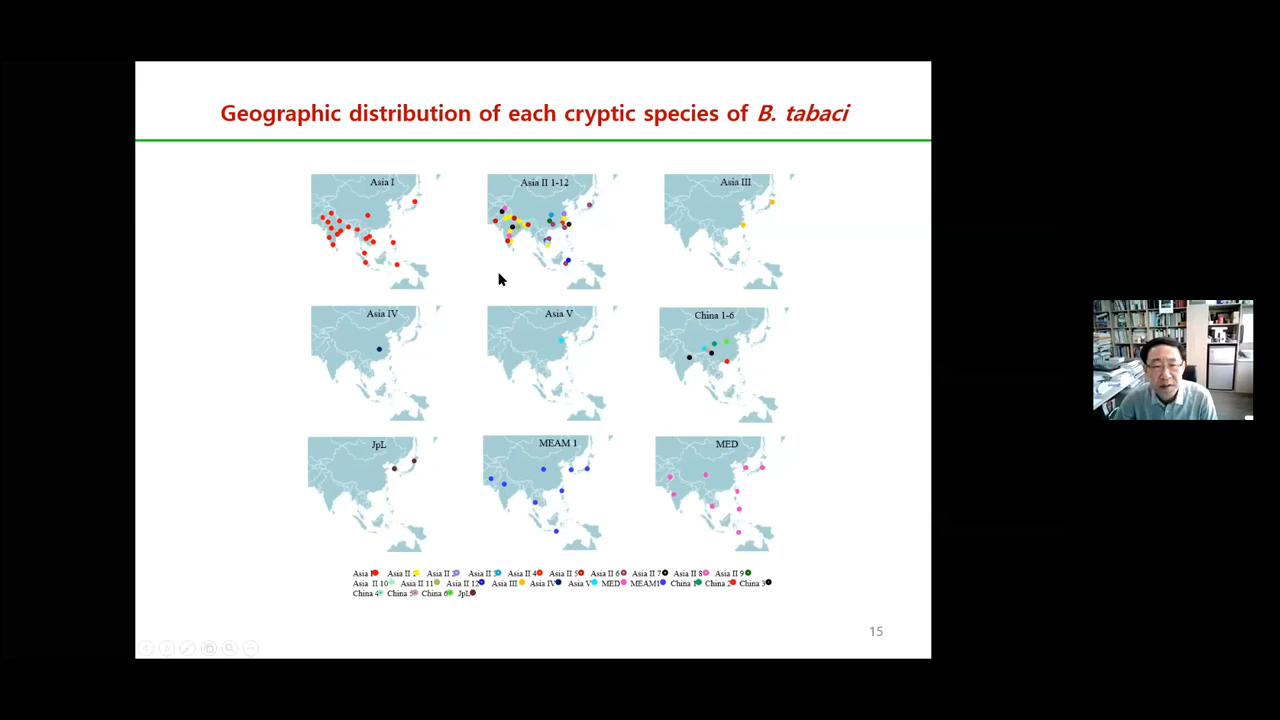 Geographic distribution of each cryptic species of B. tabaci
Asia I
Asia II 1-12
Asia III
Asia IV
Asia V
China 1-6
JpL
MEAM 1
MED
Asia I Asia II Asia II 2 Asia II 3 Asia II 4 Asia II 5 Asia II 6 Asia II 7 Asia II 8 Asia II 9
Asia II 10 Asia II 11 Asia II 12 Asia III Asia IV Asia V MED MEAM1 China 1 China 2 China 3
China 4 China 5 China 6 JpL
15